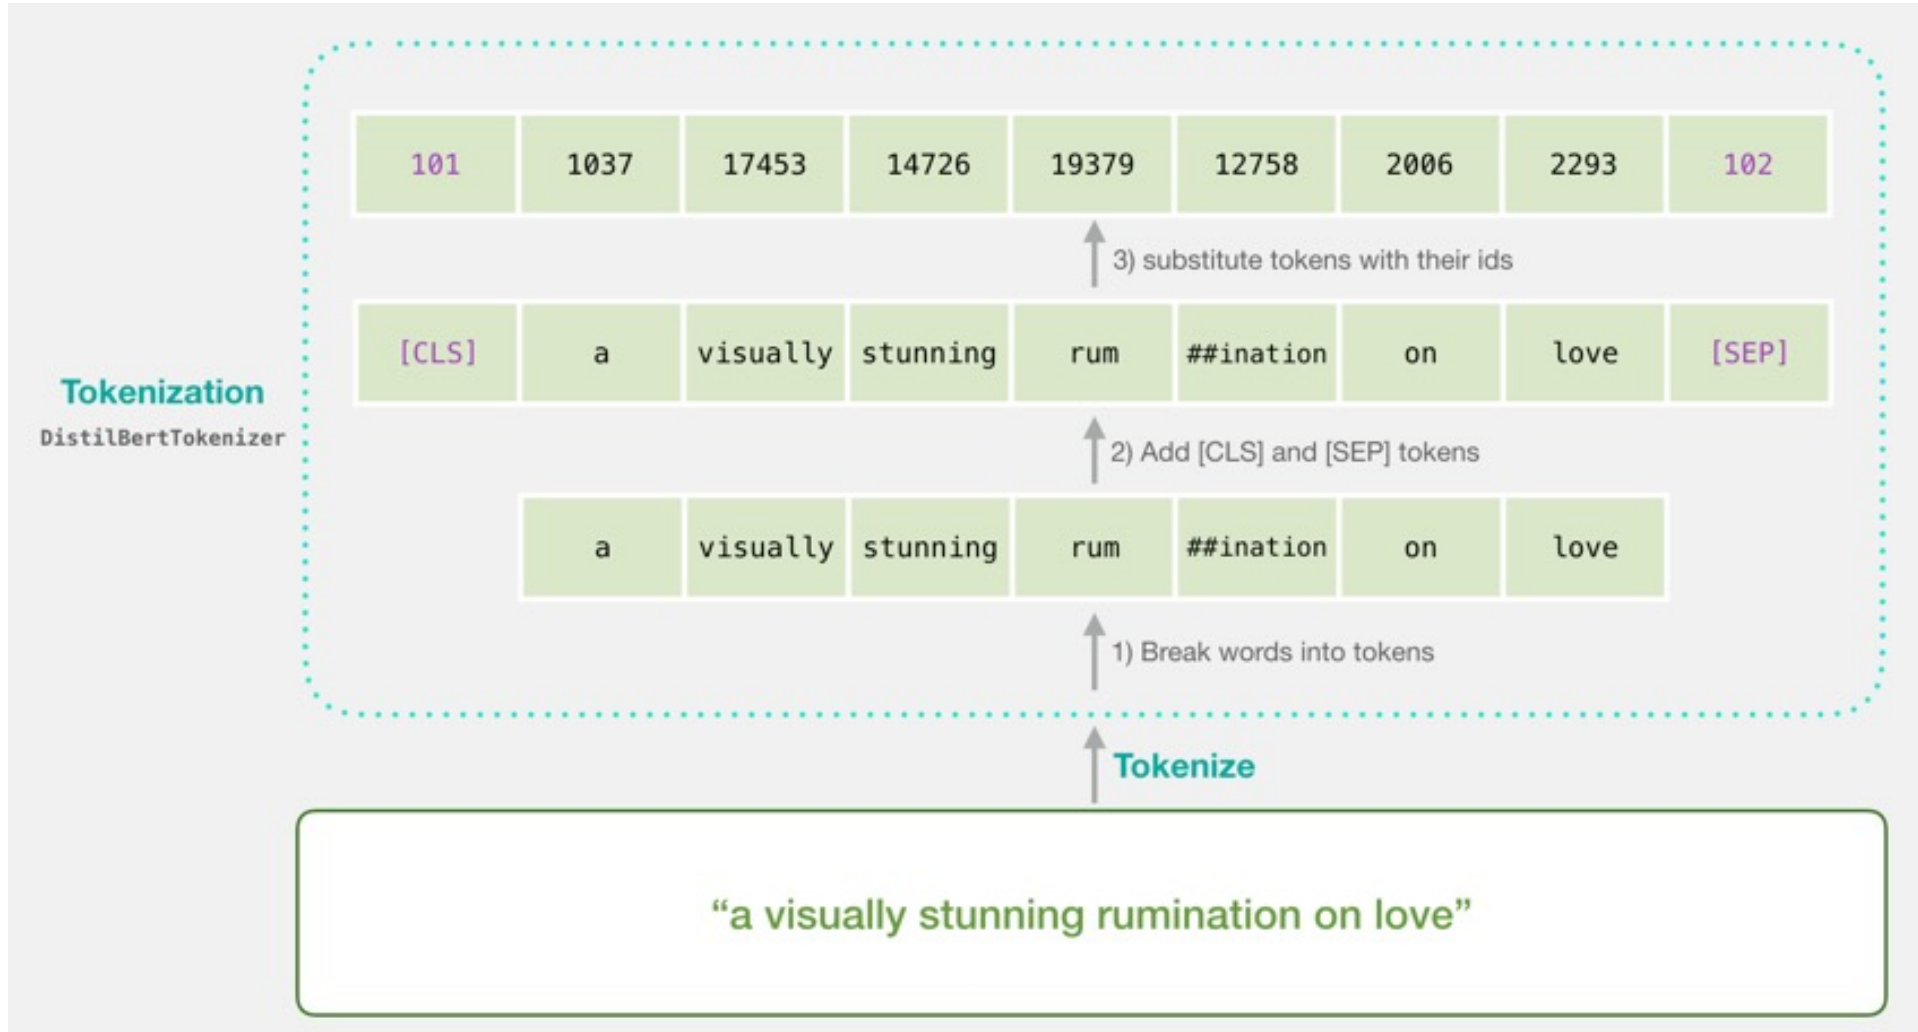 101 1037 17453 14726 19379 12758 2006 2293 102
3) substitute tokens with their ids
[CLS] a visually stunning rum ##ination on love [SEP]
Tokenization
DistilBertTokenizer
2) Add [CLS] and [SEP] tokens
a visually stunning rum ##ination on love
1) Break words into tokens
Tokenize
“a visually stunning rumination on love”